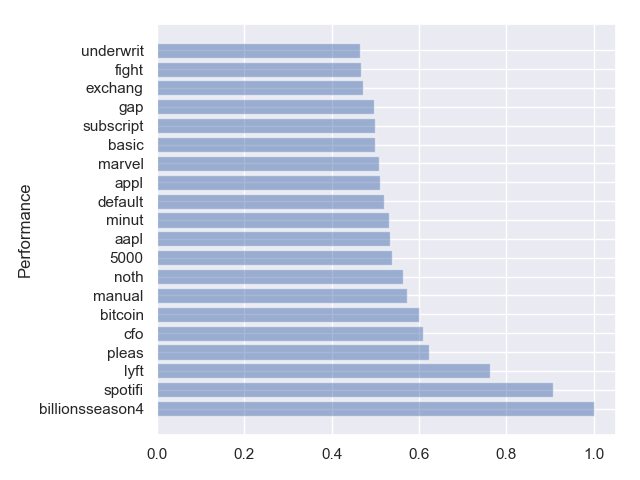 underwrit
fight
exchang
gap
subscript
basic
marvel
appl
default
minut
aapl
5000
noth
manual
bitcoin
cfo
pleas
lyft
spotifi
billionsseason4
Performance
0.0 0.2 0.4 0.6 0.8 1.0